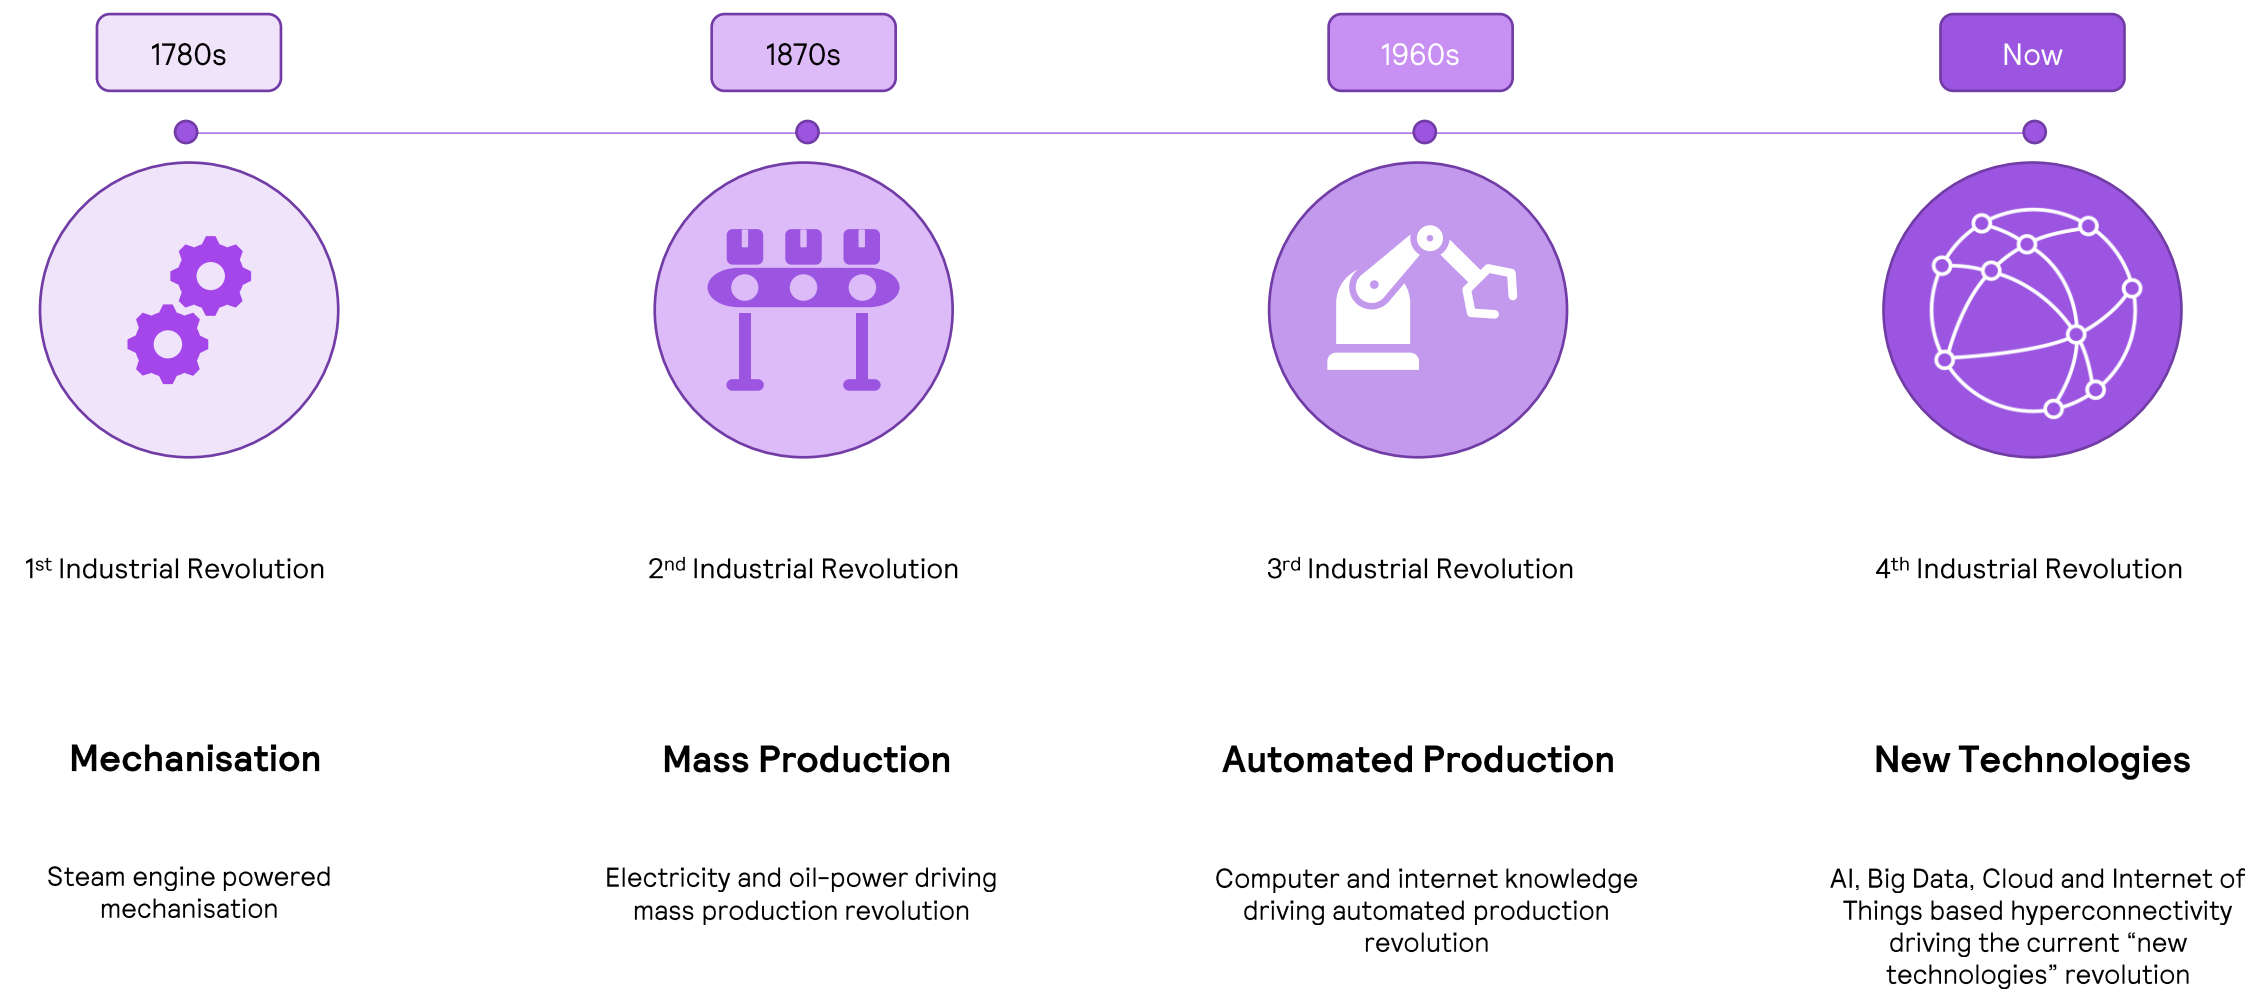 1780s
1870s
1960s
Now
1st Industrial Revolution
2nd Industrial Revolution
3rd Industrial Revolution
4th Industrial Revolution
Mechanisation
Mass Production
Automated Production
New Technologies
Steam engine powered
mechanisation
Electricity and oil-power driving
mass production revolution
Computer and internet knowledge
driving automated production
revolution
AI, Big Data, Cloud and Internet of
Things based hyperconnectivity
driving the current “new
technologies” revolution